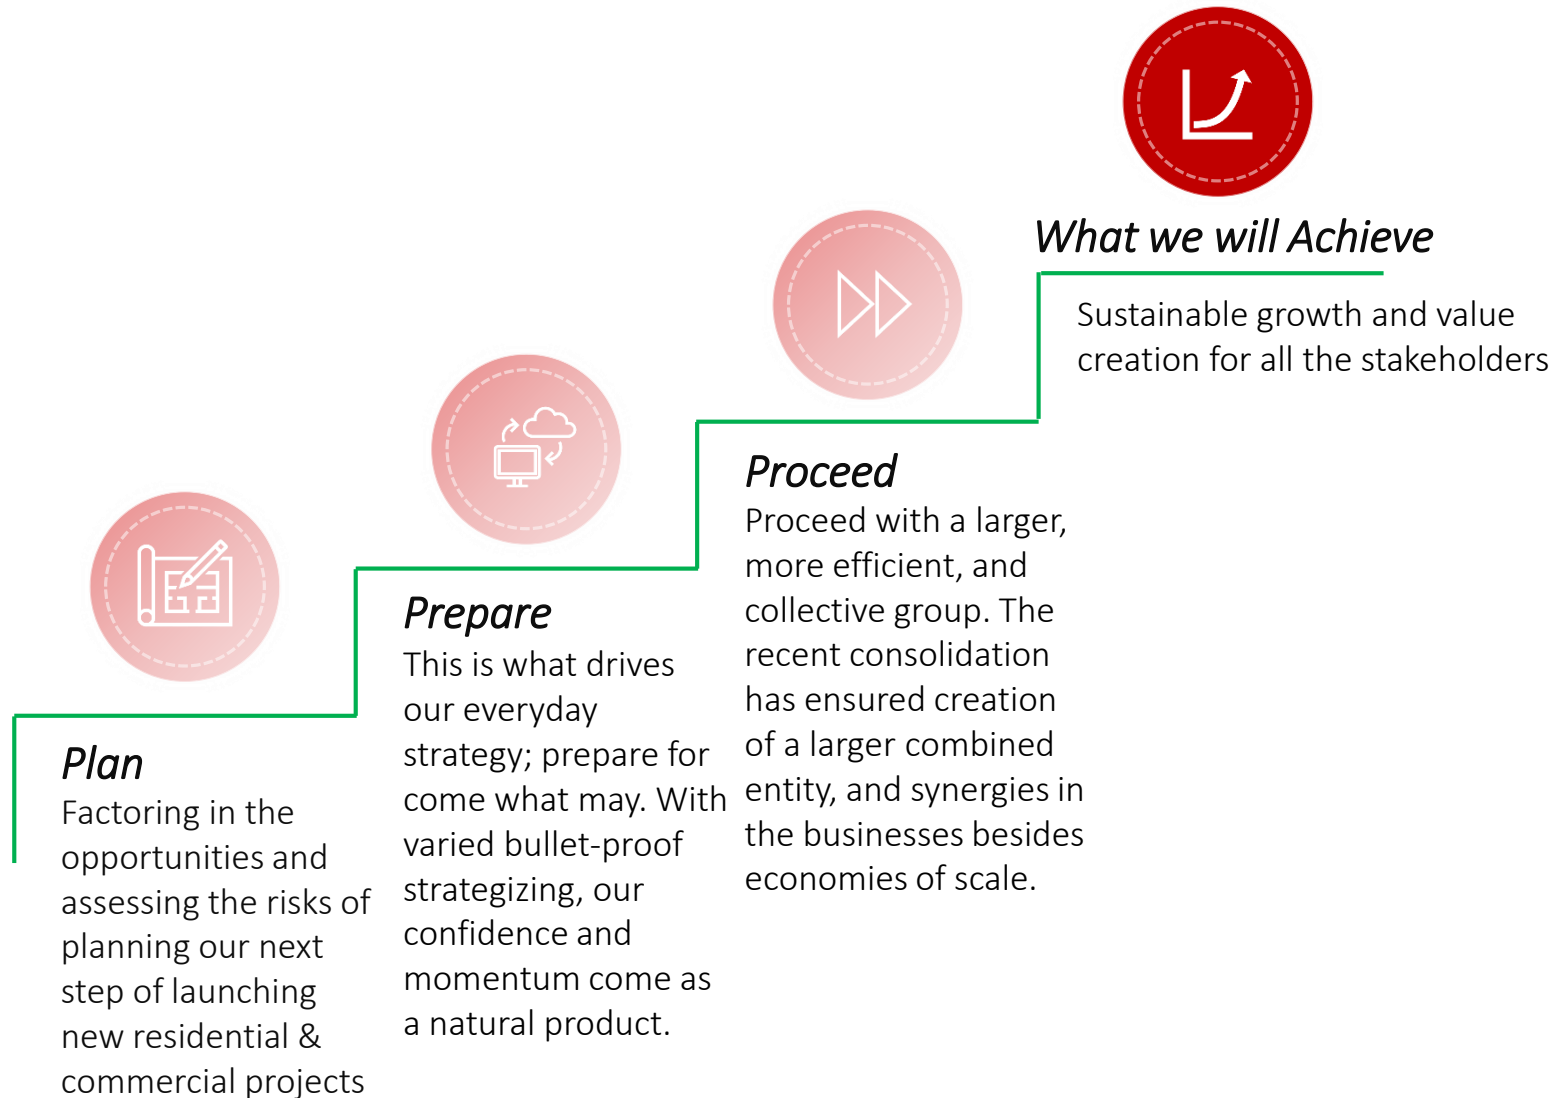 What we will Achieve
Sustainable growth and value
creation for all the stakeholders
Proceed
Proceed with a larger,
more efficient, and
collective group. The
recent consolidation
has ensured creation
of a larger combined
entity, and synergies in
the businesses besides
economies of scale.
Prepare
This is what drives
our everyday
strategy; prepare for
come what may. With
varied bullet-proof
strategizing, our
confidence and
momentum come as
a natural product.
Plan
Factoring in the
opportunities and
assessing the risks of
planning our next
step of launching
new residential &
commercial projects